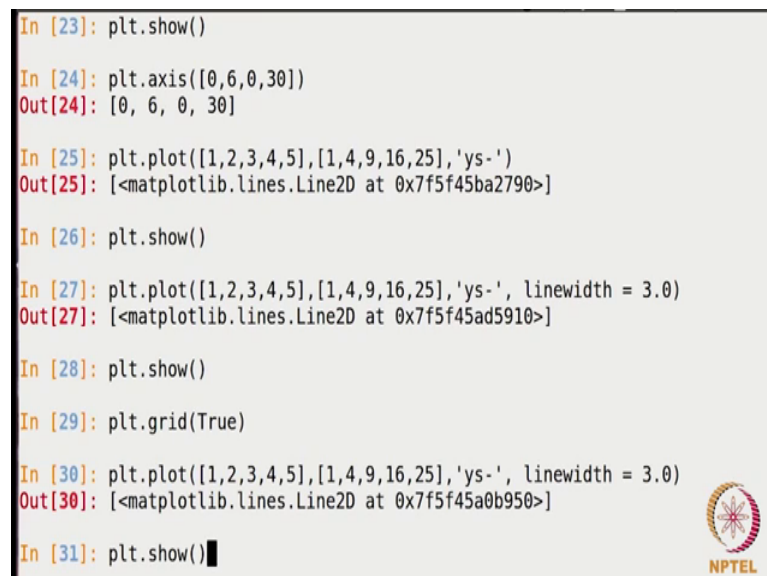 In [23]: plt.show()
In [24]: plt.axis([0,6,0,30])
Out[24]: [0, 6, 0, 30]
In [25]: plt.plot([1,2,3,4,5],[1,4,9,16,25],'ys-')
Out[25]: [<matplotlib.lines.Line2D at 0x7f5f45ba2790>]
In [26]: plt.show()
In [27]: plt.plot([1,2,3,4,5],[1,4,9,16,25],'ys-', linewidth = 3.0)
Out[27]: [<matplotlib.lines.Line2D at 0x7f5f45ad5910>]
In [28]: plt.show()
In [29]: plt.grid(True)
In [30]: plt.plot([1,2,3,4,5],[1,4,9,16,25],'ys-', linewidth = 3.0)
Out[30]: [<matplotlib.lines.Line2D at 0x7f5f45a0b950>]
In [31]: plt.show()
NPTEL